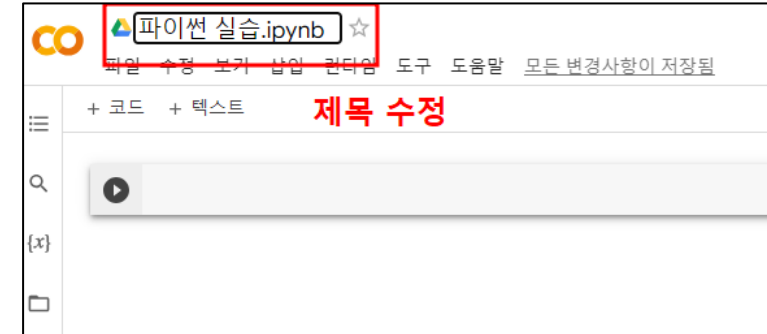 파이썬 실습.ipynb
파일 수정 보기 삽입 런타임 도구 도움말 모든 변경사항이 저장됨
+ 코드 + 텍스트 제목 수정
{x}